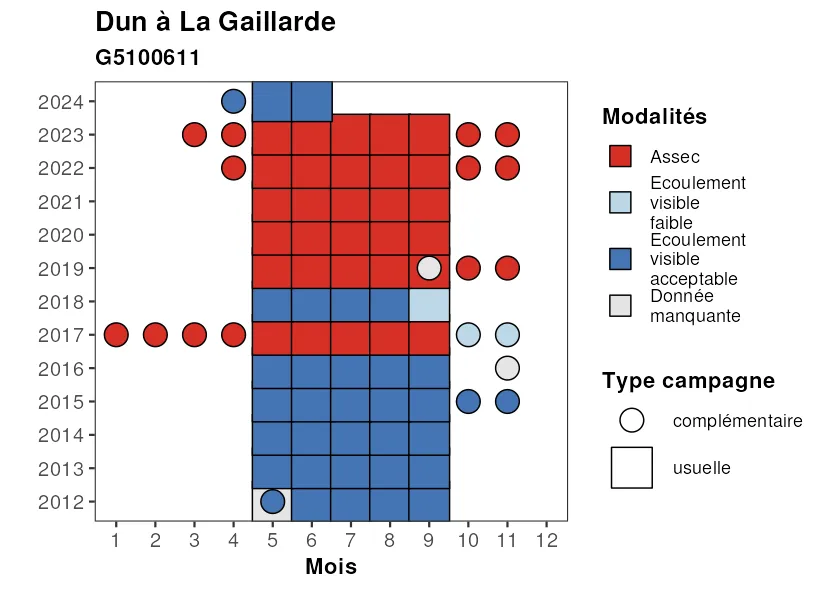 Dun à La Gaillarde
G5100611
2024
2023
2022
2021
2020
2019
2018
2017
2016
2015
2014
2013
2012
1 2 3 4 5 6 7 8 9 10 11 12
Mois
Modalités
Assec
Ecoulement
visible
faible
Ecoulement
visible
acceptable
Donnée
manquante
Type campagne
complémentaire
usuelle